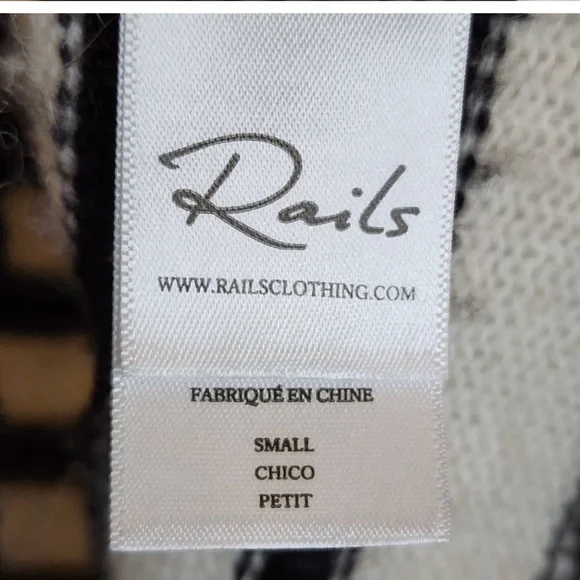 Rails
WWW.RAILSCLOTHING.COM
FABRIQUÉ EN CHINE
SMALL
CHICO
PETIT